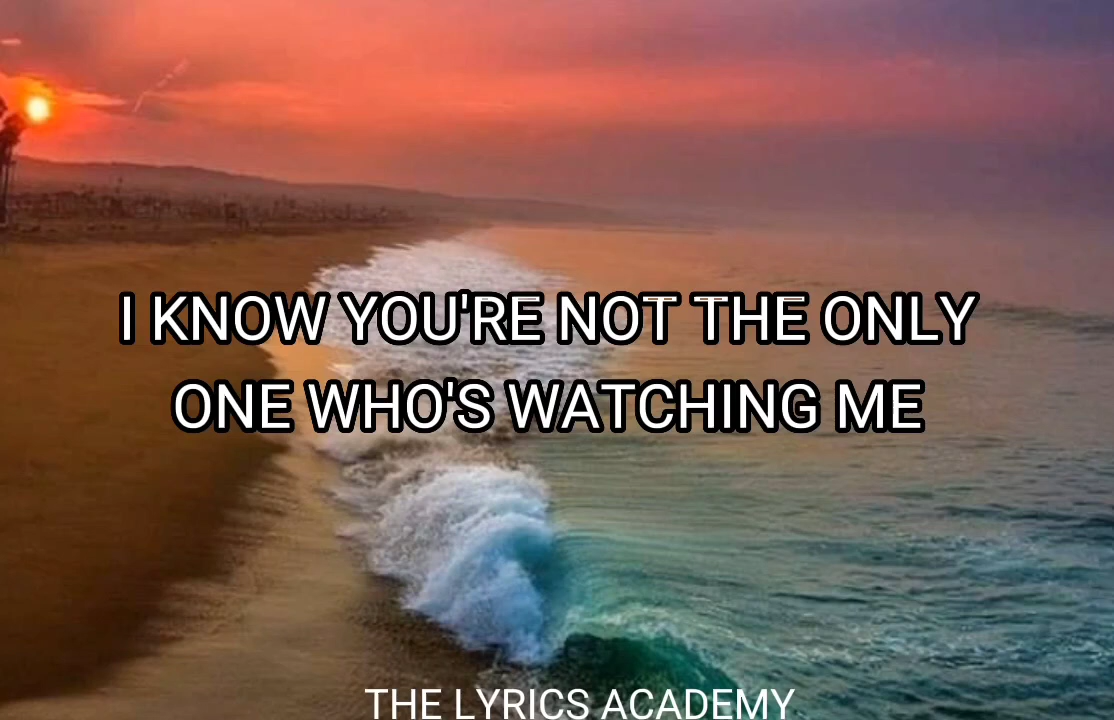 I KNOW YOU'RE NOT THE ONLY
ONE WHO'S WATCHING ME
THE LYRICS ACADEMY